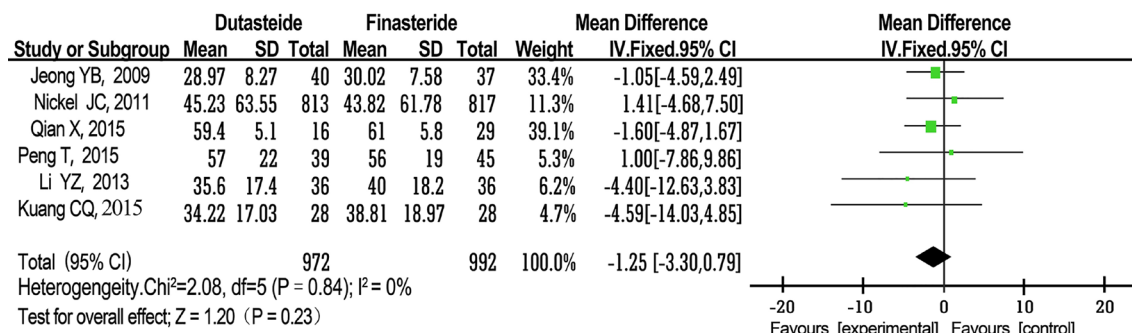 Dutasteide Finasteride Mean Difference Mean Difference
Study or Subgroup Mean SD Total Mean SD Total Weight IV.Fixed.95% CI IV.Fixed.95% CI
Jeong YB, 2009 28.97 8.27 40 30.02 7.58 37 33.4% -1.05[-4.59,2.49]
Nickel JC, 2011 45.23 63.55 813 43.82 61.78 817 11.3% 1.41[-4.68,7.50]
Qian X, 2015 59.4 5.1 16 61 5.8 29 39.1% -1.60[-4.87,1.67]
Peng T, 2015 57 22 39 56 19 45 5.3% 1.00[-7.86,9.86]
Li YZ, 2013 35.6 17.4 36 40 18.2 36 6.2% -4.40[-12.63,3.83]
Kuang CQ, 2015 34.22 17.03 28 38.81 18.97 28 4.7% -4.59[-14.03,4.85]
Total (95% CI) 972 992 100.0% -1.25 [-3.30,0.79]
Heterogengeity.Chi²=2.08, df=5 (P = 0.84); I² = 0%
Test for overall effect; Z = 1.20 (P = 0.23)
-20 -10 0 10 20
Favours [experimental] Favours [control]